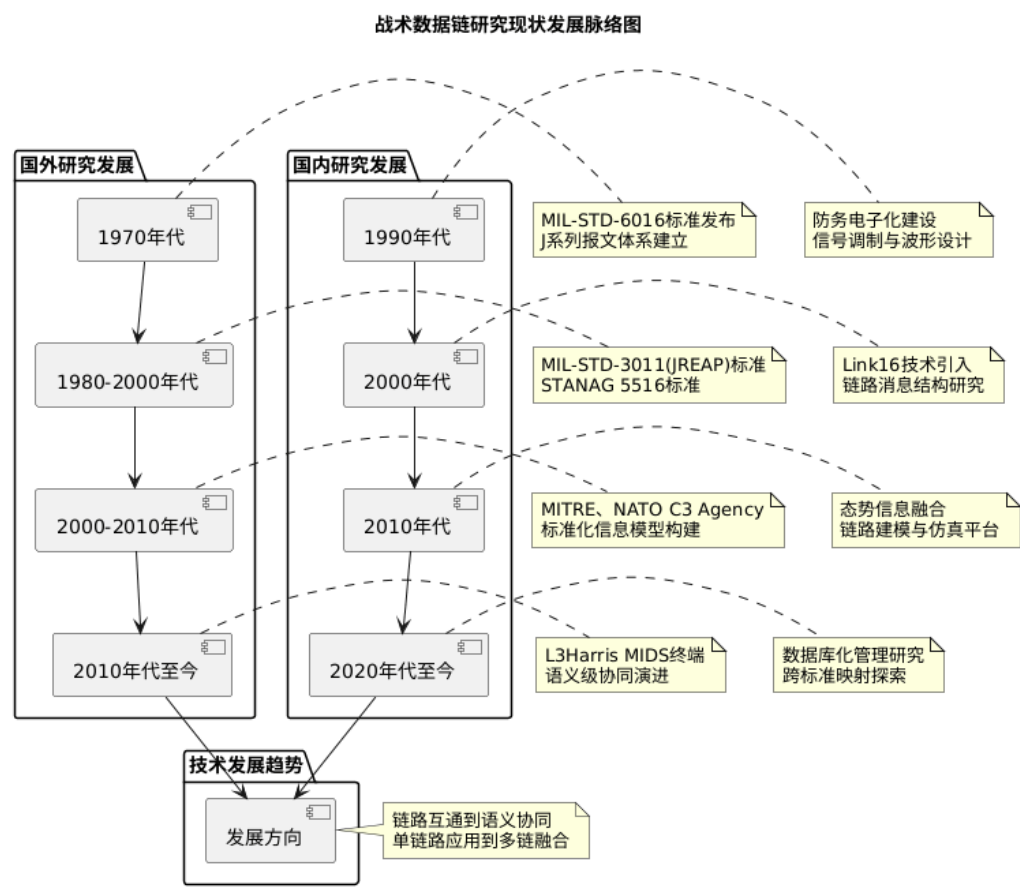 战术数据链研究现状发展脉络图
国外研究发展
国内研究发展
1970年代
1990年代
MIL-STD-6016标准发布
J系列报文体系建立
防务电子化建设
信号调制与波形设计
1980-2000年代
2000年代
MIL-STD-3011(JREAP)标准
STANAG 5516标准
Link16技术引入
链路消息结构研究
2000-2010年代
2010年代
MITRE、NATO C3 Agency
标准化信息模型构建
态势信息融合
链路建模与仿真平台
2010年代至今
2020年代至今
L3Harris MIDS终端
语义级协同演进
数据库化管理研究
跨标准映射探索
技术发展趋势
发展方向
链路互通到语义协同
单链路应用到多链融合